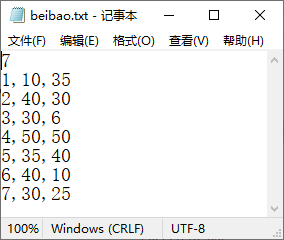 beibao.txt - 记事本
文件(F) 编辑(E) 格式(O) 查看(V) 帮助(H)
7
1,10,35
2,40,30
3,30,6
4,50,50
5,35,40
6,40,10
7,30,25
100% Windows (CRLF) UTF-8